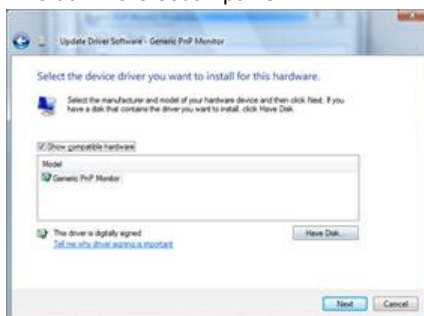 Update Driver Software - Generic PnP Monitor
Select the device driver you want to install for this hardware.
Select the manufacturer and model of your hardware device and then click Next. If you
have a disk that contains the driver you want to install, click Have Disk.
Show compatible hardware
Model
Generic PnP Monitor
This driver is digitally signed.
Tell me why driver signing is important
Have Disk...
Next
Cancel